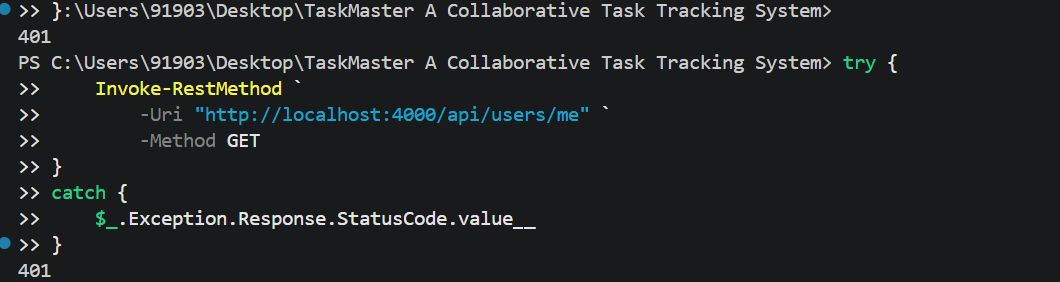 >> }:\Users\91903\Desktop\TaskMaster A Collaborative Task Tracking System>
401
PS C:\Users\91903\Desktop\TaskMaster A Collaborative Task Tracking System> try {
>>     Invoke-RestMethod `
>>         -Uri "http://localhost:4000/api/users/me" `
>>         -Method GET
>> }
>> catch {
>>     $_.Exception.Response.StatusCode.value__
>> }
401